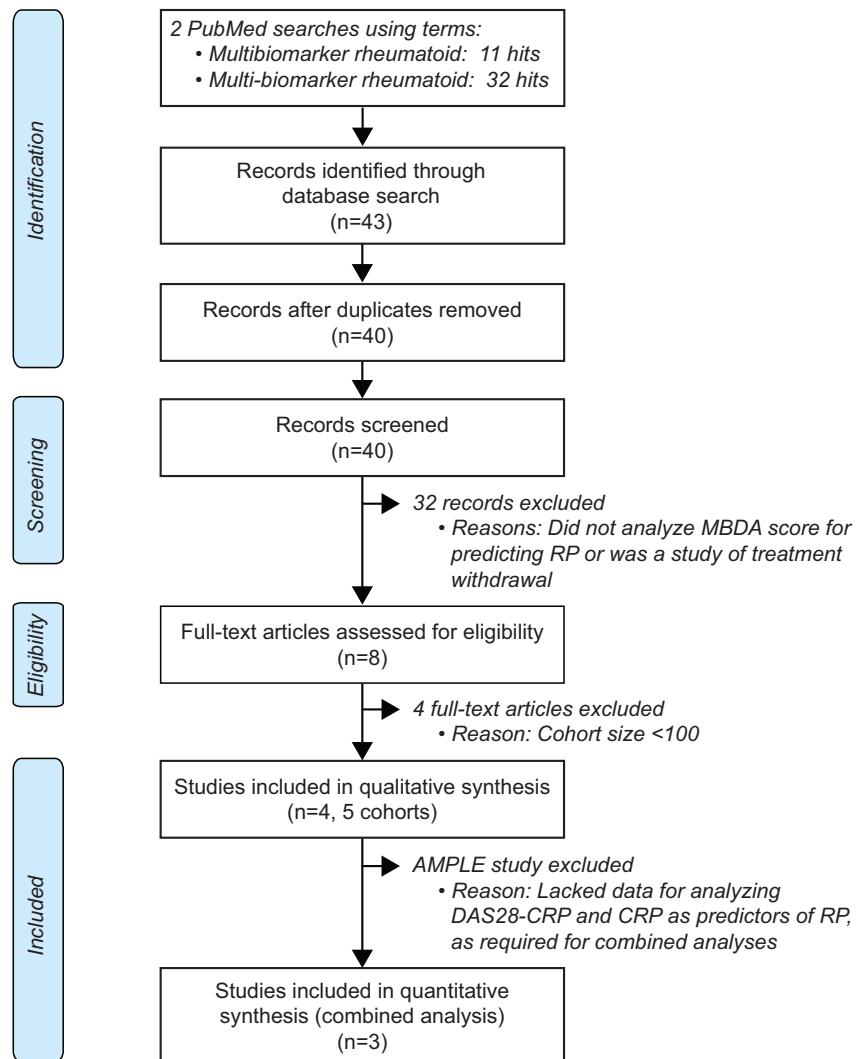 Identification
2 PubMed searches using terms:
• Multibiomarker rheumatoid: 11 hits
• Multi-biomarker rheumatoid: 32 hits
Records identified through
database search
(n=43)
Records after duplicates removed
(n=40)
Screening
Records screened
(n=40)
32 records excluded
• Reasons: Did not analyze MBDA score for
predicting RP or was a study of treatment
withdrawal
Eligibility
Full-text articles assessed for eligibility
(n=8)
4 full-text articles excluded
• Reason: Cohort size <100
Included
Studies included in qualitative synthesis
(n=4, 5 cohorts)
AMPLE study excluded
• Reason: Lacked data for analyzing
DAS28-CRP and CRP as predictors of RP,
as required for combined analyses
Studies included in quantitative
synthesis (combined analysis)
(n=3)